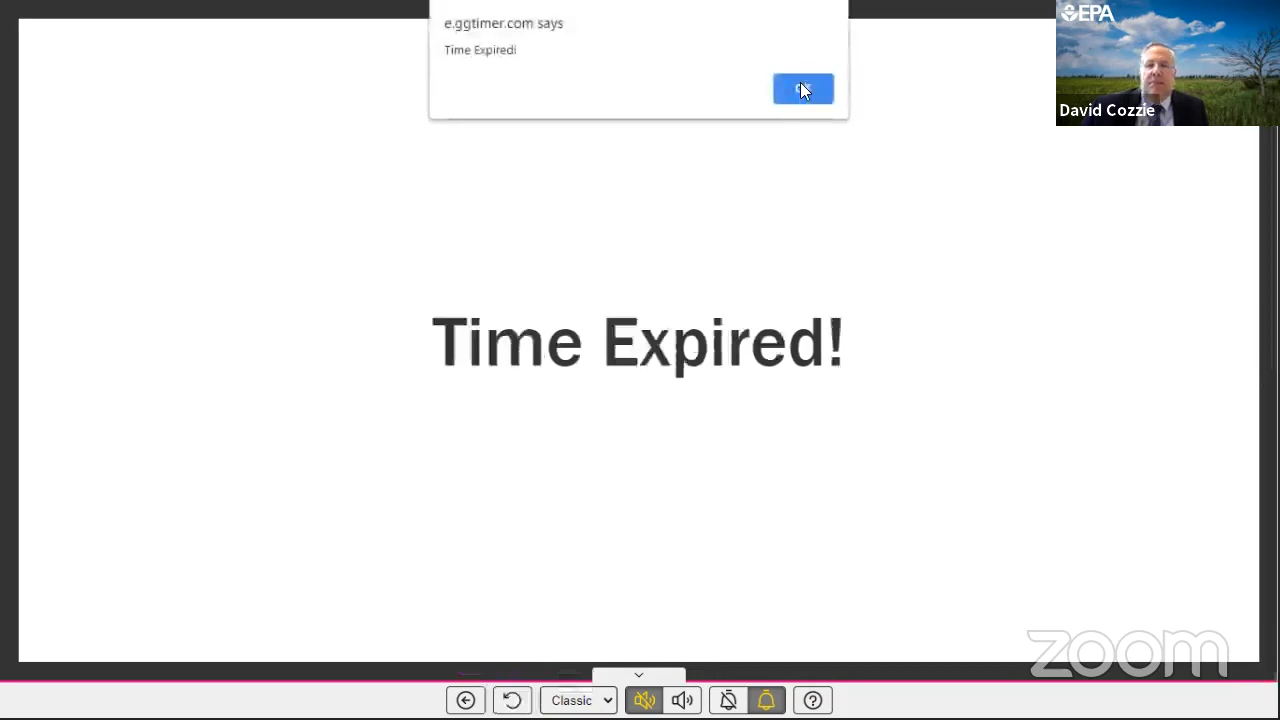 e.ggtimer.com says
Time Expired!
EPA
David Cozzie
Time Expired!
zoom
Classic